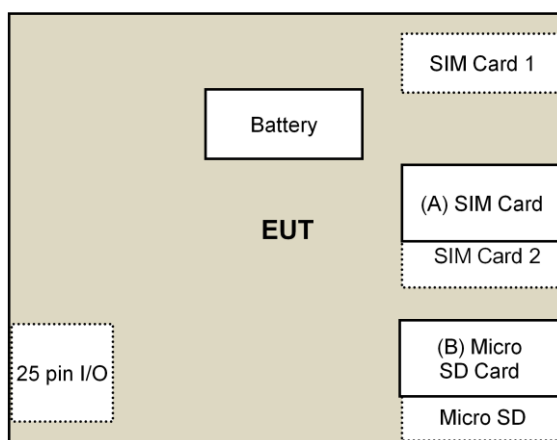 SIM Card 1
Battery
(A) SIM Card
EUT
SIM Card 2
25 pin I/O
(B) Micro
SD Card
Micro SD